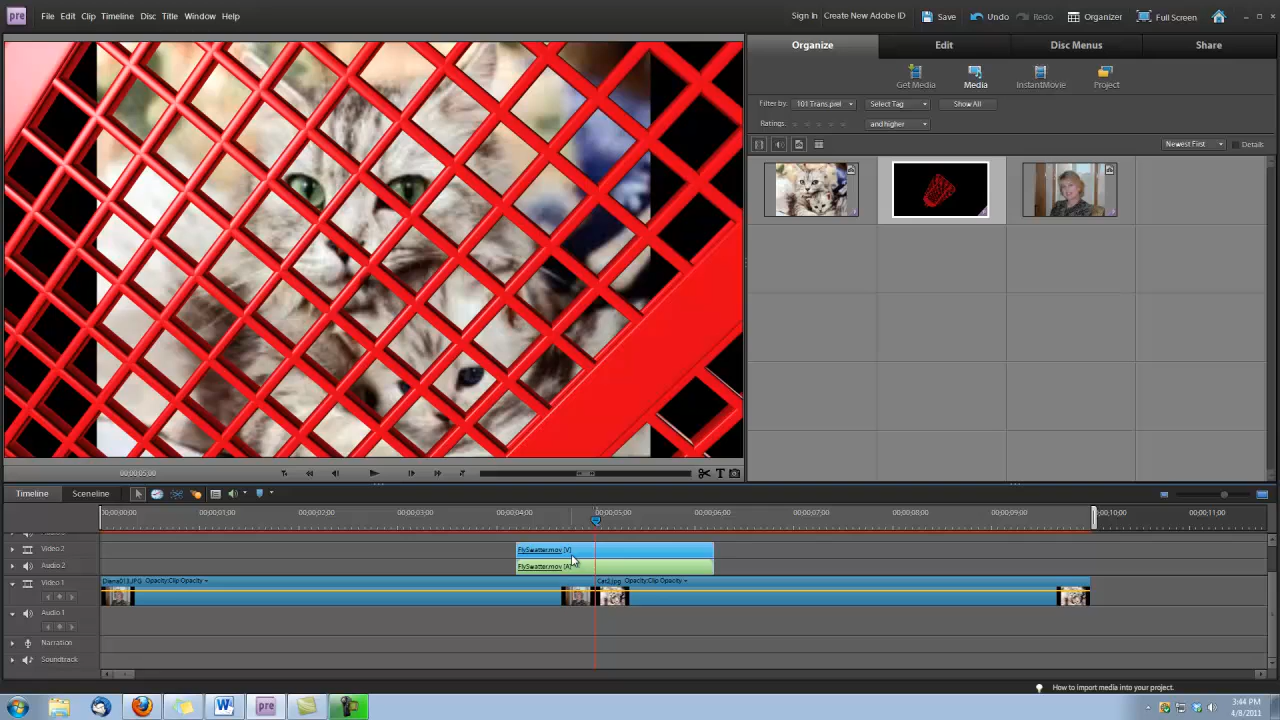 pre File Edit Clip Timeline Disc Title Window Help Sign In Create New Adobe ID Save Undo Redo Organizer Full Screen
Organize Edit Disc Menus Share
Get Media Media InstantMovie Project
Filter by: 101 Trans.prel Select Tag Show All
Ratings: and higher
Newest First Details
00;00;05;00 T
Timeline Sceneline
00;00;00;00 00;00;01;00 00;00;02;00 00;00;03;00 00;00;04;00 00;00;05;00 00;00;06;00 00;00;07;00 00;00;08;00 00;00;09;00 00;00;10;00 00;00;11;00
Video 2 FlySwatter.mov [V]
Audio 2 FlySwatter.mov [A]
Video 1 Diana013.JPG Opacity:Clip Opacity Cat2.jpg Opacity:Clip Opacity
Audio 1
Narration
Soundtrack
How to Import media into your project.
W pre
3:44 PM
4/8/2011